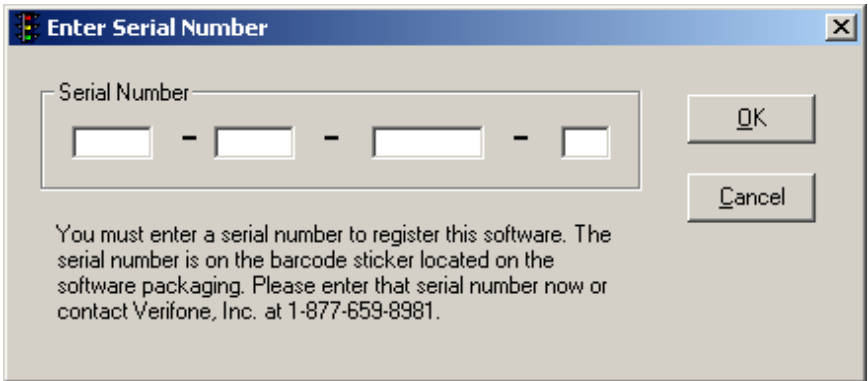 Enter Serial Number
Serial Number
- - -
OK
Cancel
You must enter a serial number to register this software. The
serial number is on the barcode sticker located on the
software packaging. Please enter that serial number now or
contact Verifone, Inc. at 1-877-659-8981.